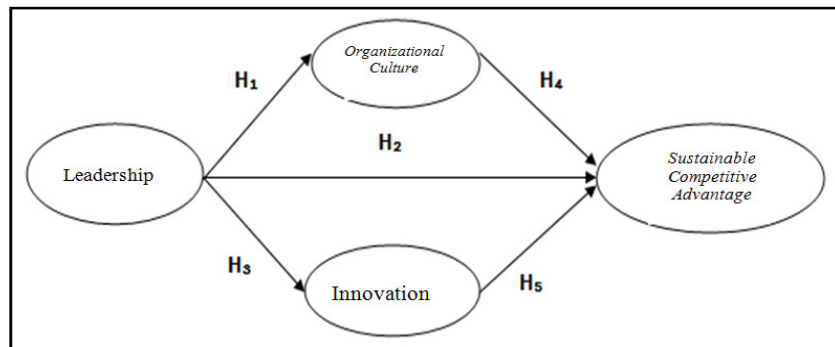 Organizational
Culture
H₁
H₄
H₂
Leadership
Sustainable
Competitive
Advantage
H₃
Innovation
H₅